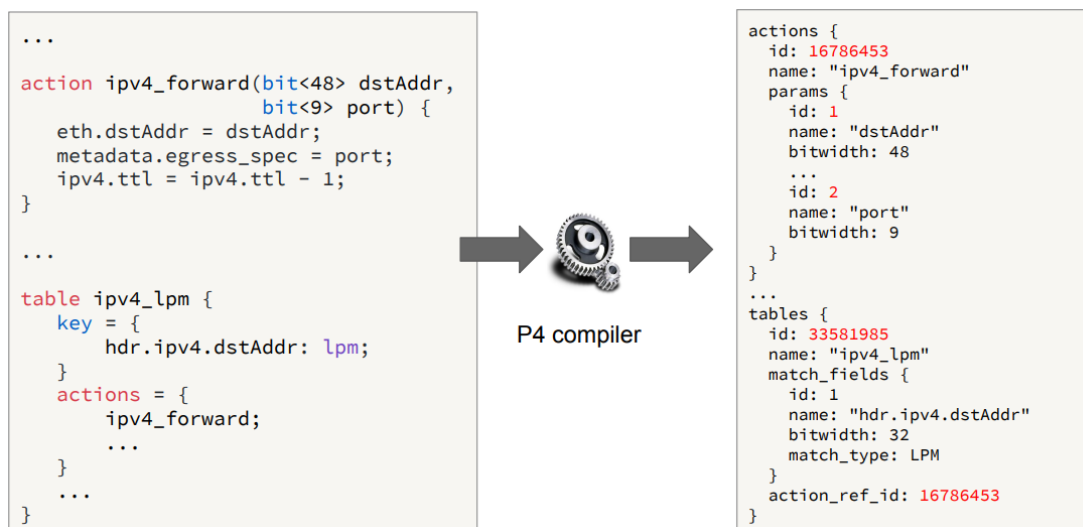 ...
action ipv4_forward(bit<48> dstAddr,
bit<9> port) {
eth.dstAddr = dstAddr;
metadata.egress_spec = port;
ipv4.ttl = ipv4.ttl - 1;
}
...
table ipv4_lpm {
key = {
hdr.ipv4.dstAddr: lpm;
}
actions = {
ipv4_forward;
...
}
...
}
P4 compiler
actions {
id: 16786453
name: "ipv4_forward"
params {
id: 1
name: "dstAddr"
bitwidth: 48
...
id: 2
name: "port"
bitwidth: 9
}
}
...
tables {
id: 33581985
name: "ipv4_lpm"
match_fields {
id: 1
name: "hdr.ipv4.dstAddr"
bitwidth: 32
match_type: LPM
}
action_ref_id: 16786453
}